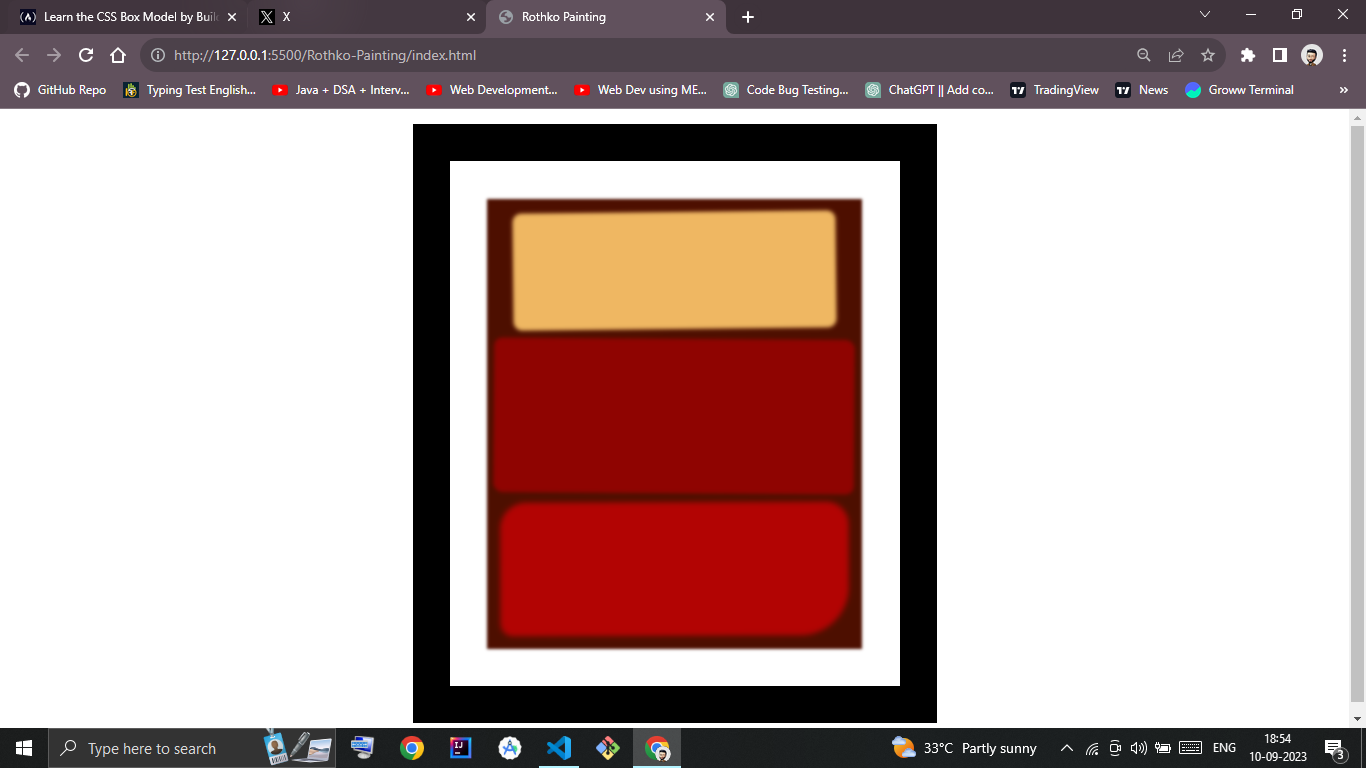 Learn the CSS Box Model by Buil
X
Rothko Painting
http://127.0.0.1:5500/Rothko-Painting/index.html
GitHub Repo
Typing Test English...
Java + DSA + Interv...
Web Development...
Web Dev using ME...
Code Bug Testing...
ChatGPT || Add co...
TradingView
News
Groww Terminal
»
Type here to search
33°C Partly sunny
ENG
18:54
10-09-2023
3